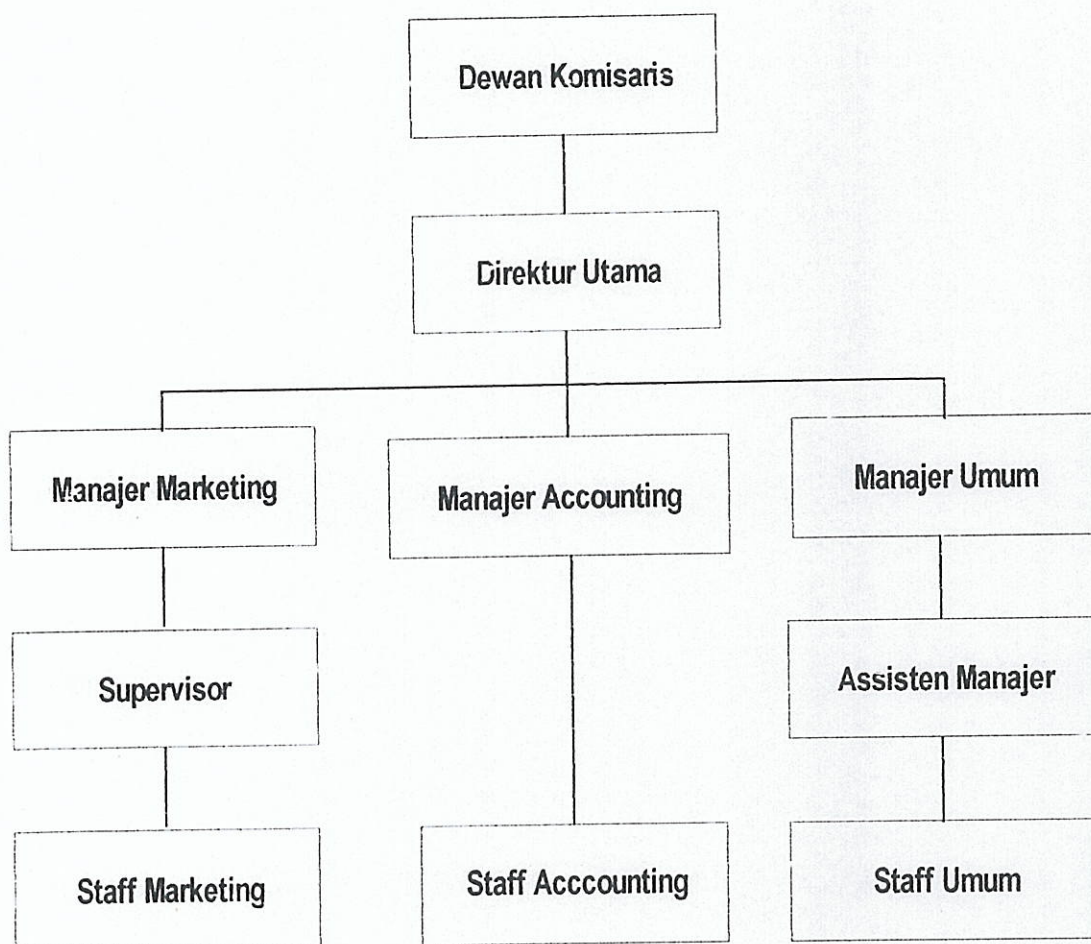 Dewan Komisaris
Direktur Utama
Manajer Marketing
Manajer Accounting
Manajer Umum
Supervisor
Assisten Manajer
Staff Marketing
Staff Acccounting
Staff Umum